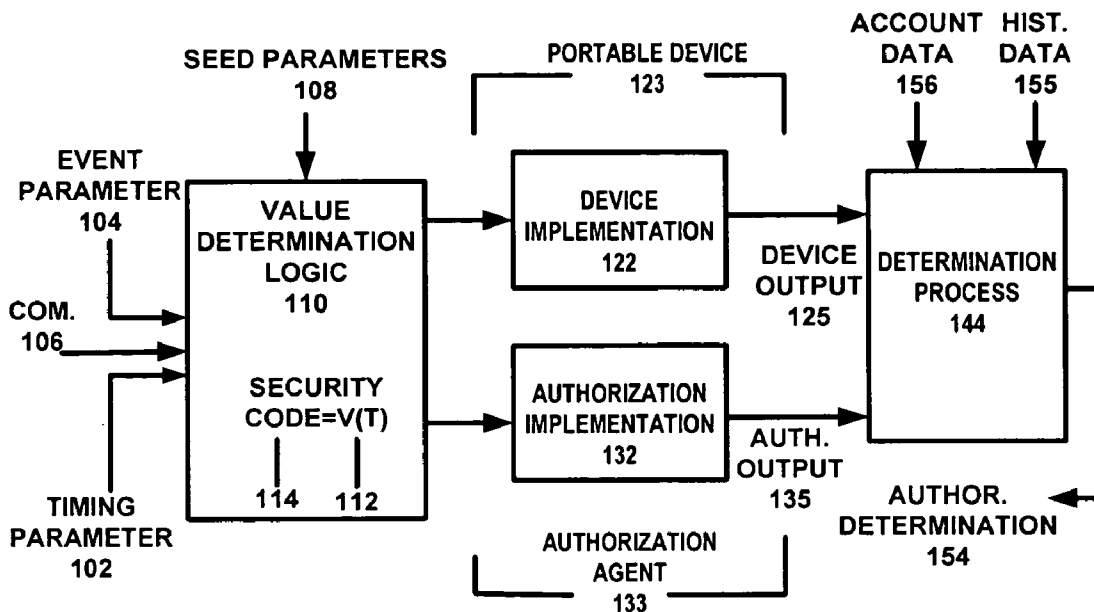 SEED PARAMETERS
108
PORTABLE DEVICE
123
ACCOUNT
DATA
156
HIST.
DATA
155
EVENT
PARAMETER
104
COM.
106
TIMING
PARAMETER
102
VALUE
DETERMINATION
LOGIC
110
SECURITY
CODE=V(T)
114
112
DEVICE
IMPLEMENTATION
122
DEVICE
OUTPUT
125
AUTHORIZATION
IMPLEMENTATION
132
AUTH.
OUTPUT
135
DETERMINATION
PROCESS
144
AUTHOR.
DETERMINATION
154
AUTHORIZATION
AGENT
133